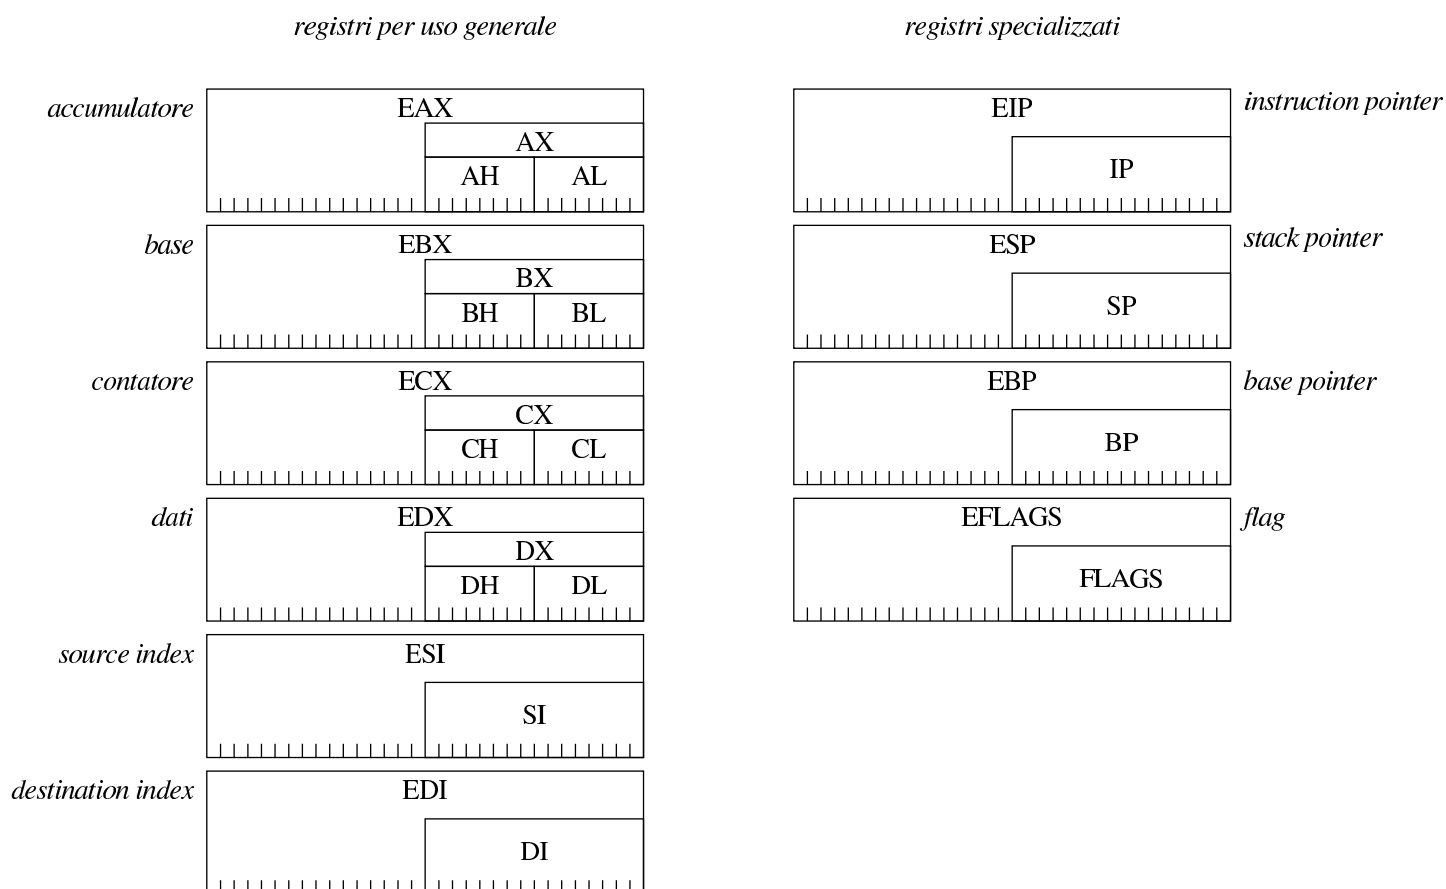 registri per uso generale
registri specializzati
accumulatore
EAX
AX
AH AL
base
EBX
BX
BH BL
contatore
ECX
CX
CH CL
dati
EDX
DX
DH DL
source index
ESI
SI
destination index
EDI
DI
EIP
instruction pointer
IP
ESP
stack pointer
SP
EBP
base pointer
BP
EFLAGS
flag
FLAGS